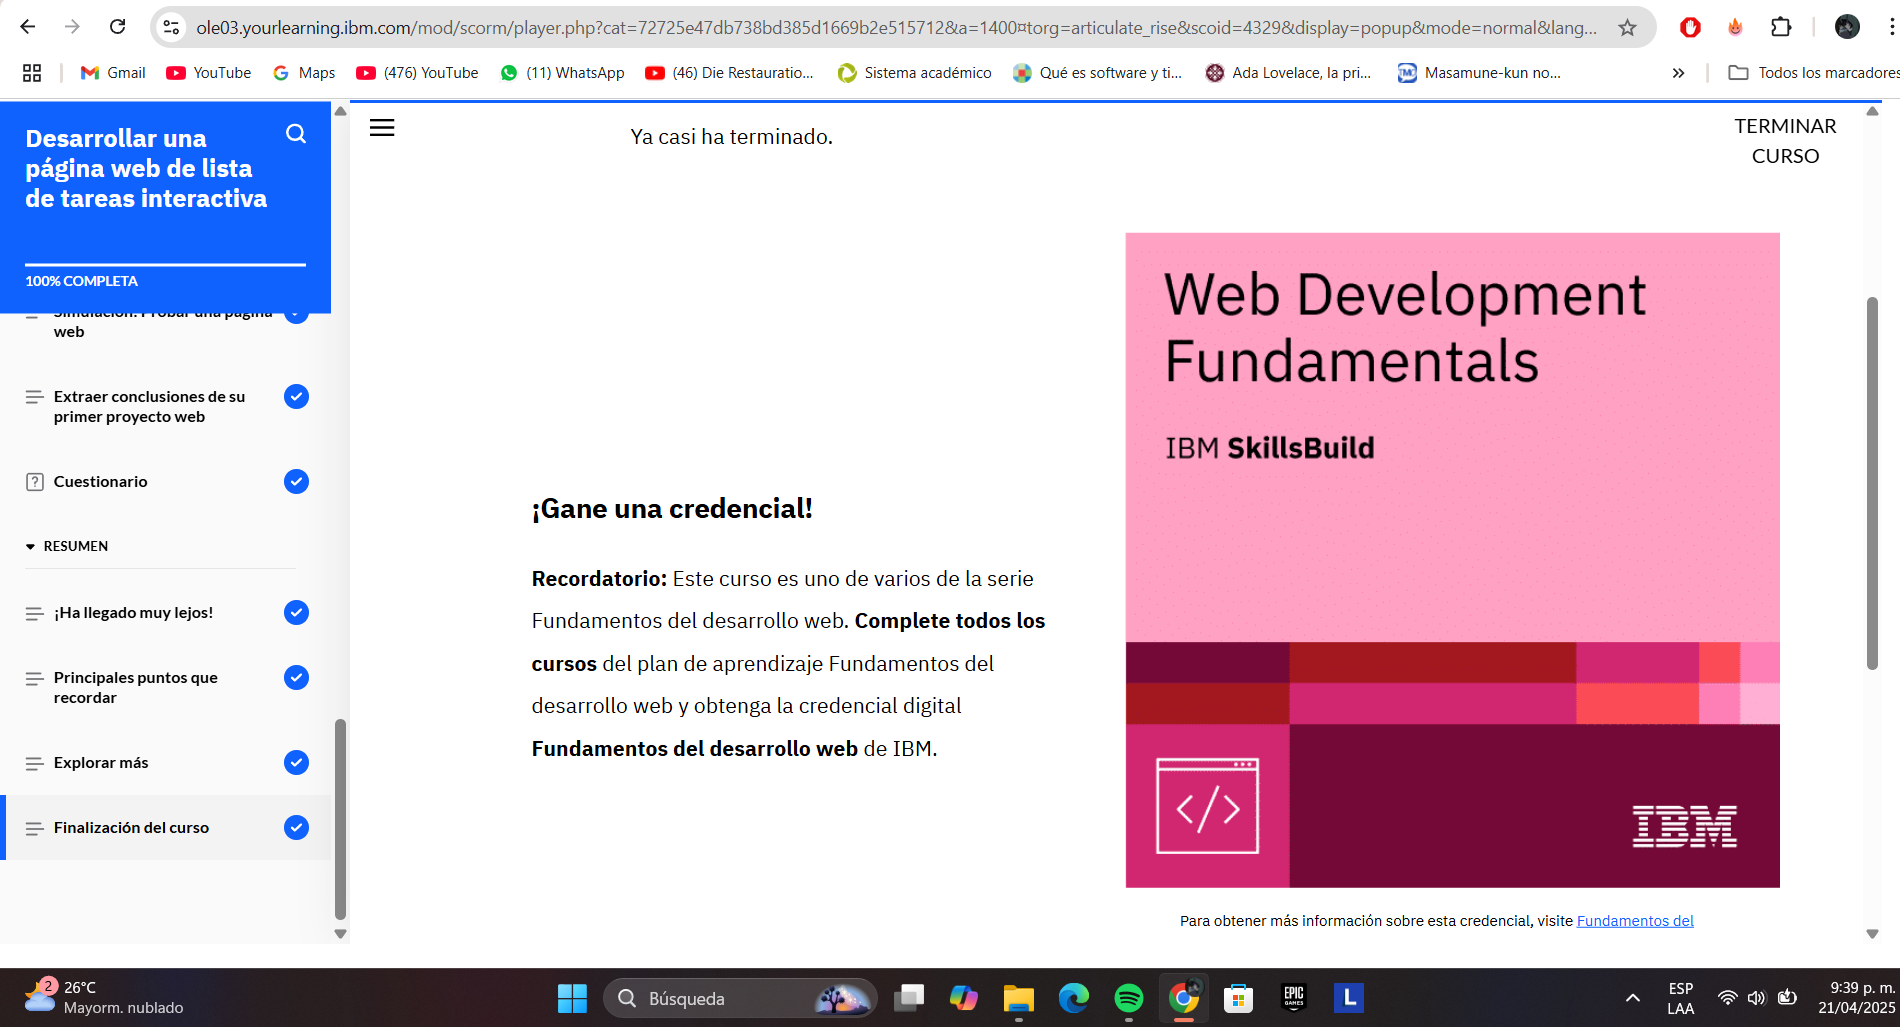 ole03.yourlearning.ibm.com/mod/scorm/player.php?cat=72725e47db738bd385d1669b2e515712&a=1400¤torg=articulate_rise&scoid=4329&display=popup&mode=normal&lang...
Gmail
YouTube
Maps
(476) YouTube
(11) WhatsApp
(46) Die Restauratio...
Sistema académico
Qué es software y ti...
Ada Lovelace, la pri...
Masamune-kun no...
»
Todos los marcadores
Desarrollar una
página web de lista
de tareas interactiva
100% COMPLETA
Simulación: Probar una página
web
Extraer conclusiones de su
primer proyecto web
Cuestionario
RESUMEN
¡Ha llegado muy lejos!
Principales puntos que
recordar
Explorar más
Finalización del curso
Ya casi ha terminado.
TERMINAR
CURSO
¡Gane una credencial!
Recordatorio: Este curso es uno de varios de la serie
Fundamentos del desarrollo web. Complete todos los
cursos del plan de aprendizaje Fundamentos del
desarrollo web y obtenga la credencial digital
Fundamentos del desarrollo web de IBM.
Web Development
Fundamentals
IBM SkillsBuild
</>
IBM
Para obtener más información sobre esta credencial, visite Fundamentos del
2
26°C
Mayorm. nublado
Búsqueda
EPIC
GAMES
L
ESP
LAA
9:39 p. m.
21/04/2025